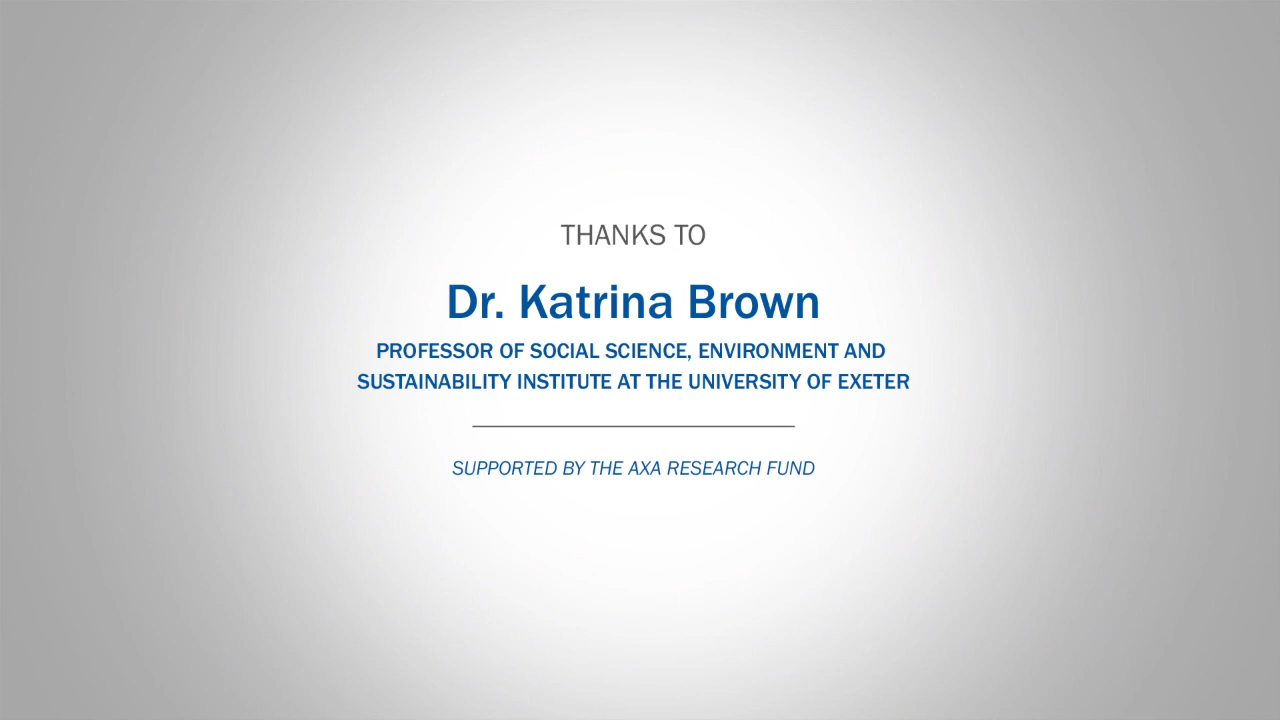 THANKS TO
Dr. Katrina Brown
PROFESSOR OF SOCIAL SCIENCE, ENVIRONMENT AND
SUSTAINABILITY INSTITUTE AT THE UNIVERSITY OF EXETER
SUPPORTED BY THE AXA RESEARCH FUND